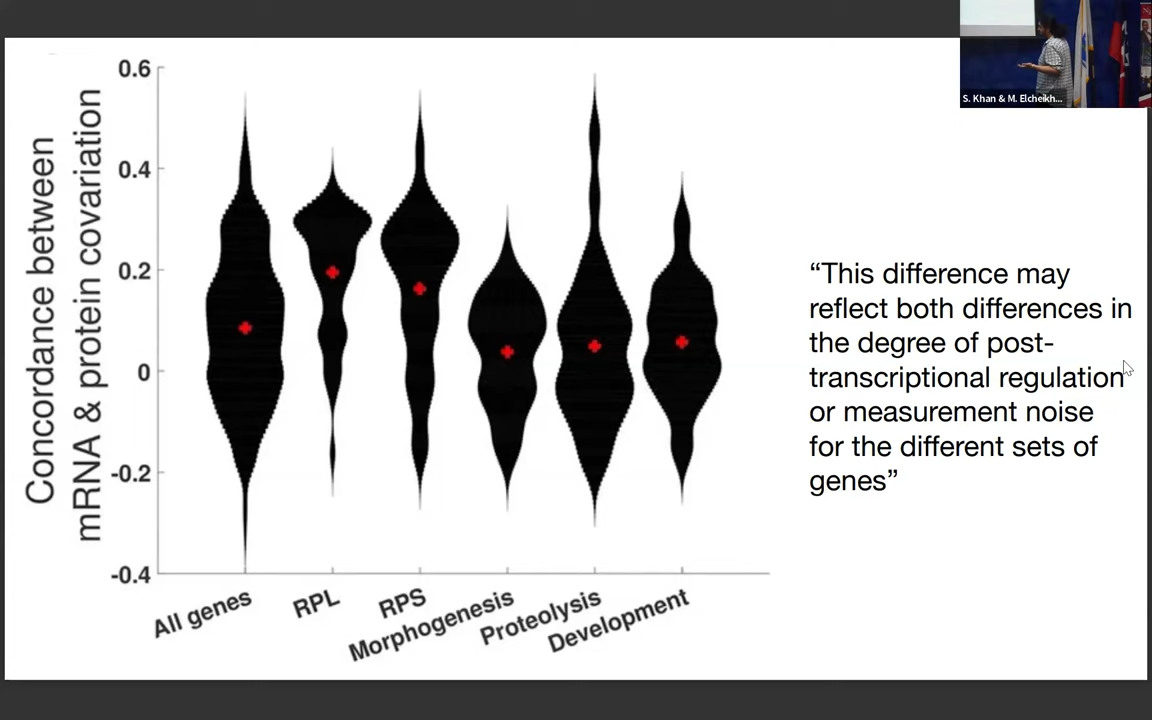 S. Khan & M. Elcheikh...
Concordance between
mRNA & protein covariation
0.6
0.4
0.2
0
-0.2
-0.4
All genes
RPL
RPS
Morphogenesis
Proteolysis
Development
“This difference may
reflect both differences in
the degree of post-
transcriptional regulation
or measurement noise
for the different sets of
genes”